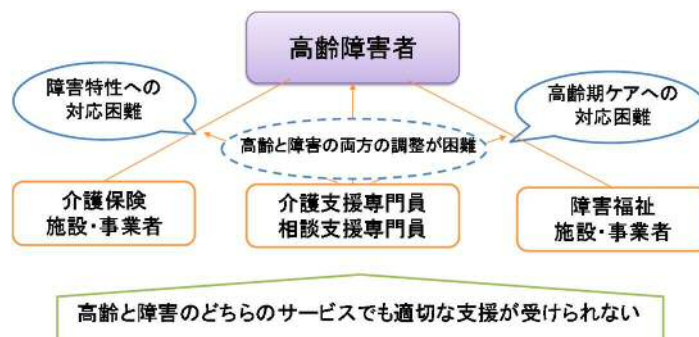 高齢障害者
障害特性への
対応困難
高齢期ケアへの
対応困難
高齢と障害の両方の調整が困難
介護保険
施設・事業者
介護支援専門員
相談支援専門員
障害福祉
施設・事業者
高齢と障害のどちらのサービスでも適切な支援が受けられない